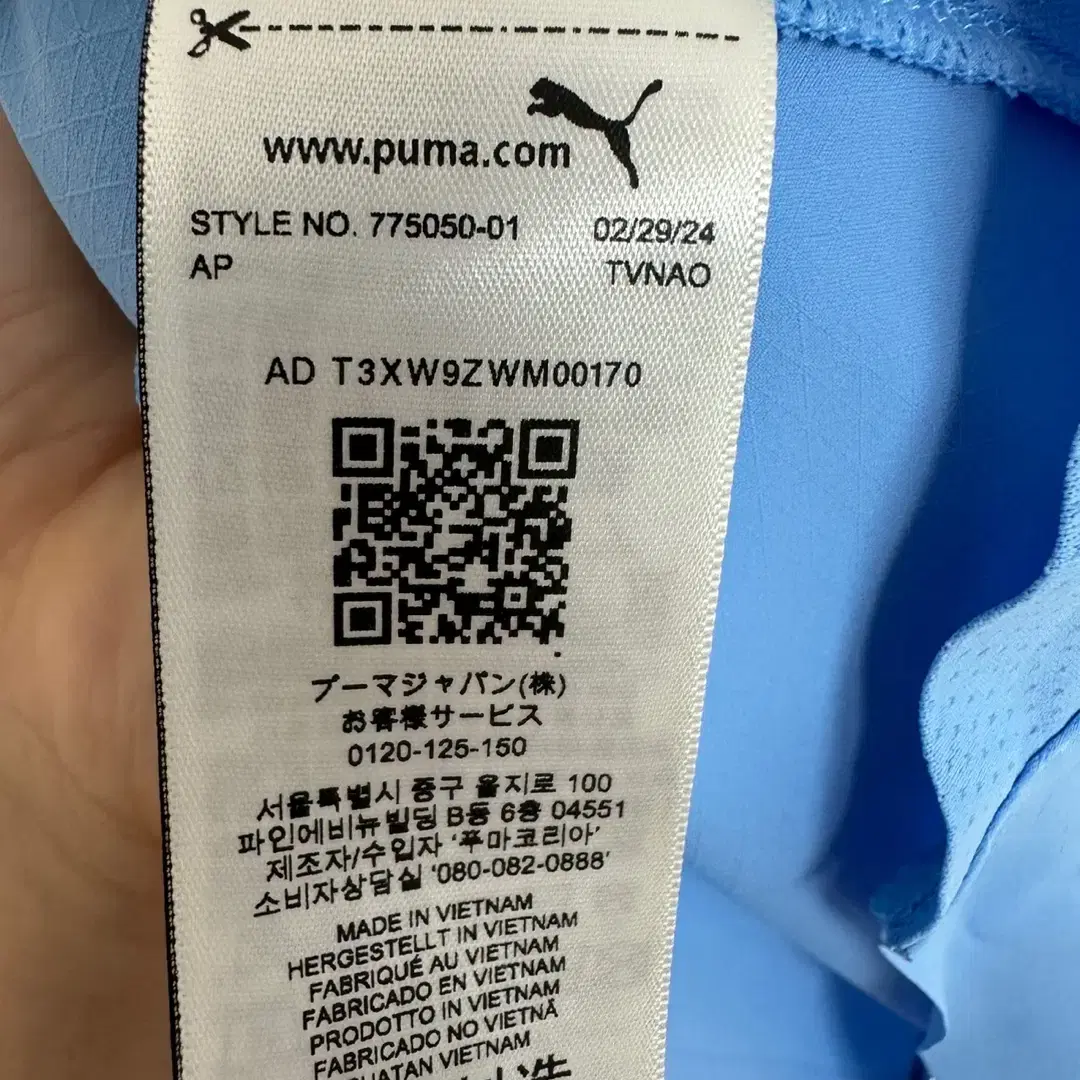 www.puma.com
STYLE NO. 775050-01 02/29/24
AP TVNAO
AD T3XW9ZWM00170
プーマジャパン(株)
お客様サービス
0120-125-150
서울특별시 중구 을지로 100
파인에비뉴빌딩 B동 6층 04551
제조자/수입자 '푸마코리아'
소비자상담실 '080-082-0888'
MADE IN VIETNAM
HERGESTELLT IN VIETNAM
FABRIQUÉ AU VIETNAM
FABRICADO EN VIETNAM
PRODOTTO IN VIETNAM
FABRICADO NO VIETNÃ
VIETNAM